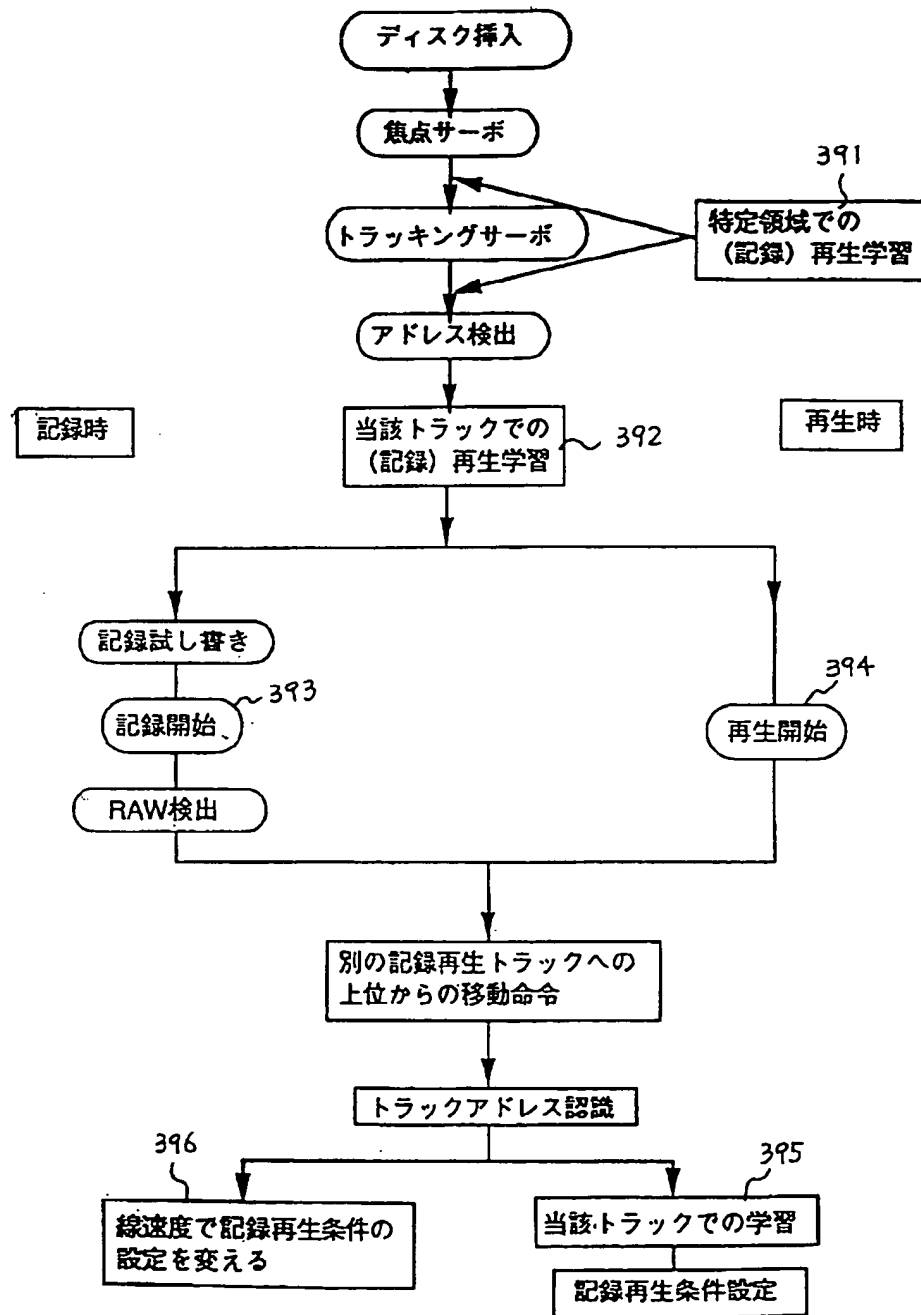 ディスク挿入
焦点サーボ
391
トラッキングサーボ
特定領域での
（記録）再生学習
アドレス検出
記録時
当該トラックでの
（記録）再生学習
392
再生時
記録試し書き
393
記録開始
394
再生開始
RAW検出
別の記録再生トラックへの
上位からの移動命令
トラックアドレス認識
396
線速度で記録再生条件の
設定を変える
395
当該トラックでの学習
記録再生条件設定